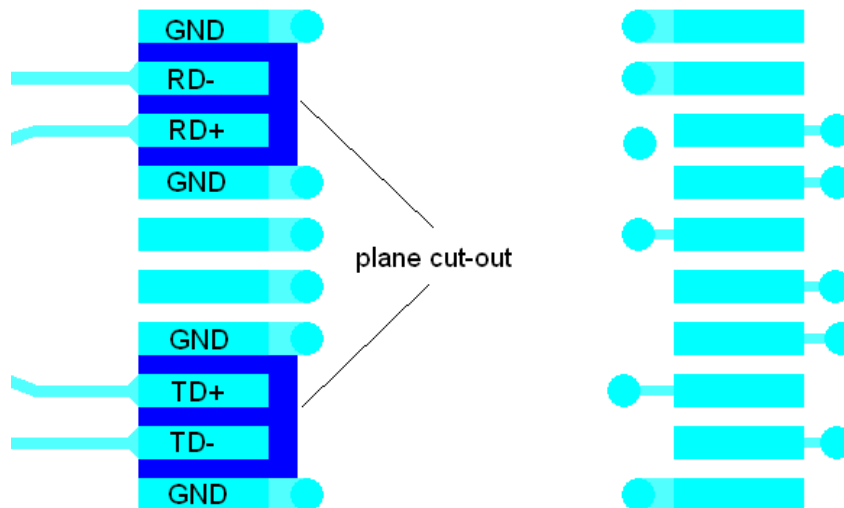 GND
RD-
RD+
GND
plane cut-out
GND
TD+
TD-
GND